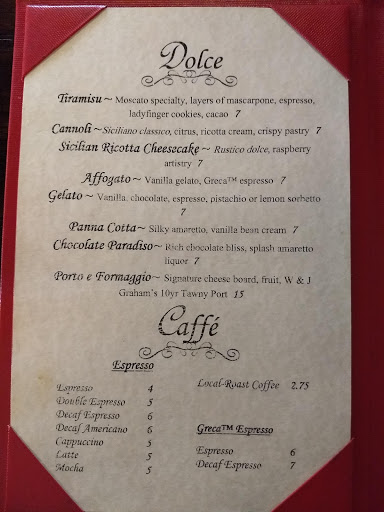 Dolce
Tiramisu ~ Moscato specialty, layers of mascarpone, espresso,
ladyfinger cookies, cacao 7
Cannoli ~ Siciliano classico, citrus, ricotta cream, crispy pastry 7
Sicilian Ricotta Cheesecake ~ Rustico dolce, raspberry
artistry 7
Affogato ~ Vanilla gelato, Greca™ espresso 7
Gelato ~ Vanilla, chocolate, espresso, pistachio or lemon sorbetto
7
Panna Cotta ~ Silky amaretto, vanilla bean cream 7
Chocolate Paradiso ~ Rich chocolate bliss, splash amaretto
liquor 7
Porto e Formaggio ~ Signature cheese board, fruit, W & J
Graham's 10yr Tawny Port 15
Caffé
Espresso
Espresso 4
Double Espresso 5
Decaf Espresso 6
Decaf Americano 6
Cappuccino 5
Latte 5
Mocha 5
Local-Roast Coffee 2.75
Greca™ Espresso
Espresso 6
Decaf Espresso 7